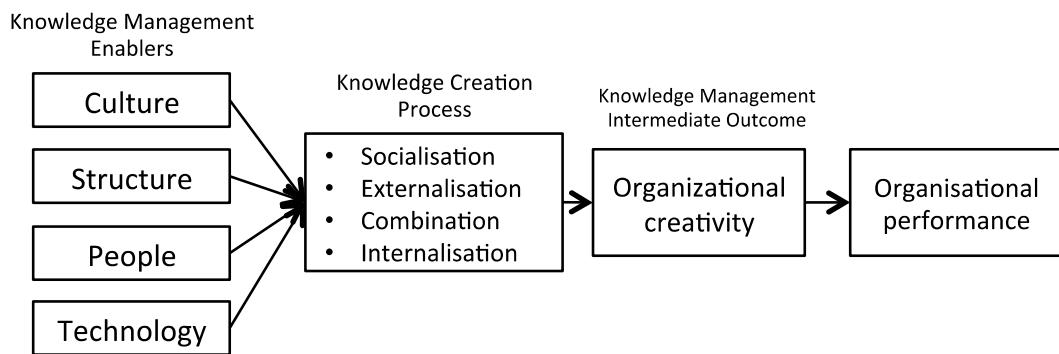 Knowledge Management
Enablers
Culture
Structure
People
Technology
Knowledge Creation
Process
• Socialisation
• Externalisation
• Combination
• Internalisation
Knowledge Management
Intermediate Outcome
Organizational
creativity
Organisational
performance